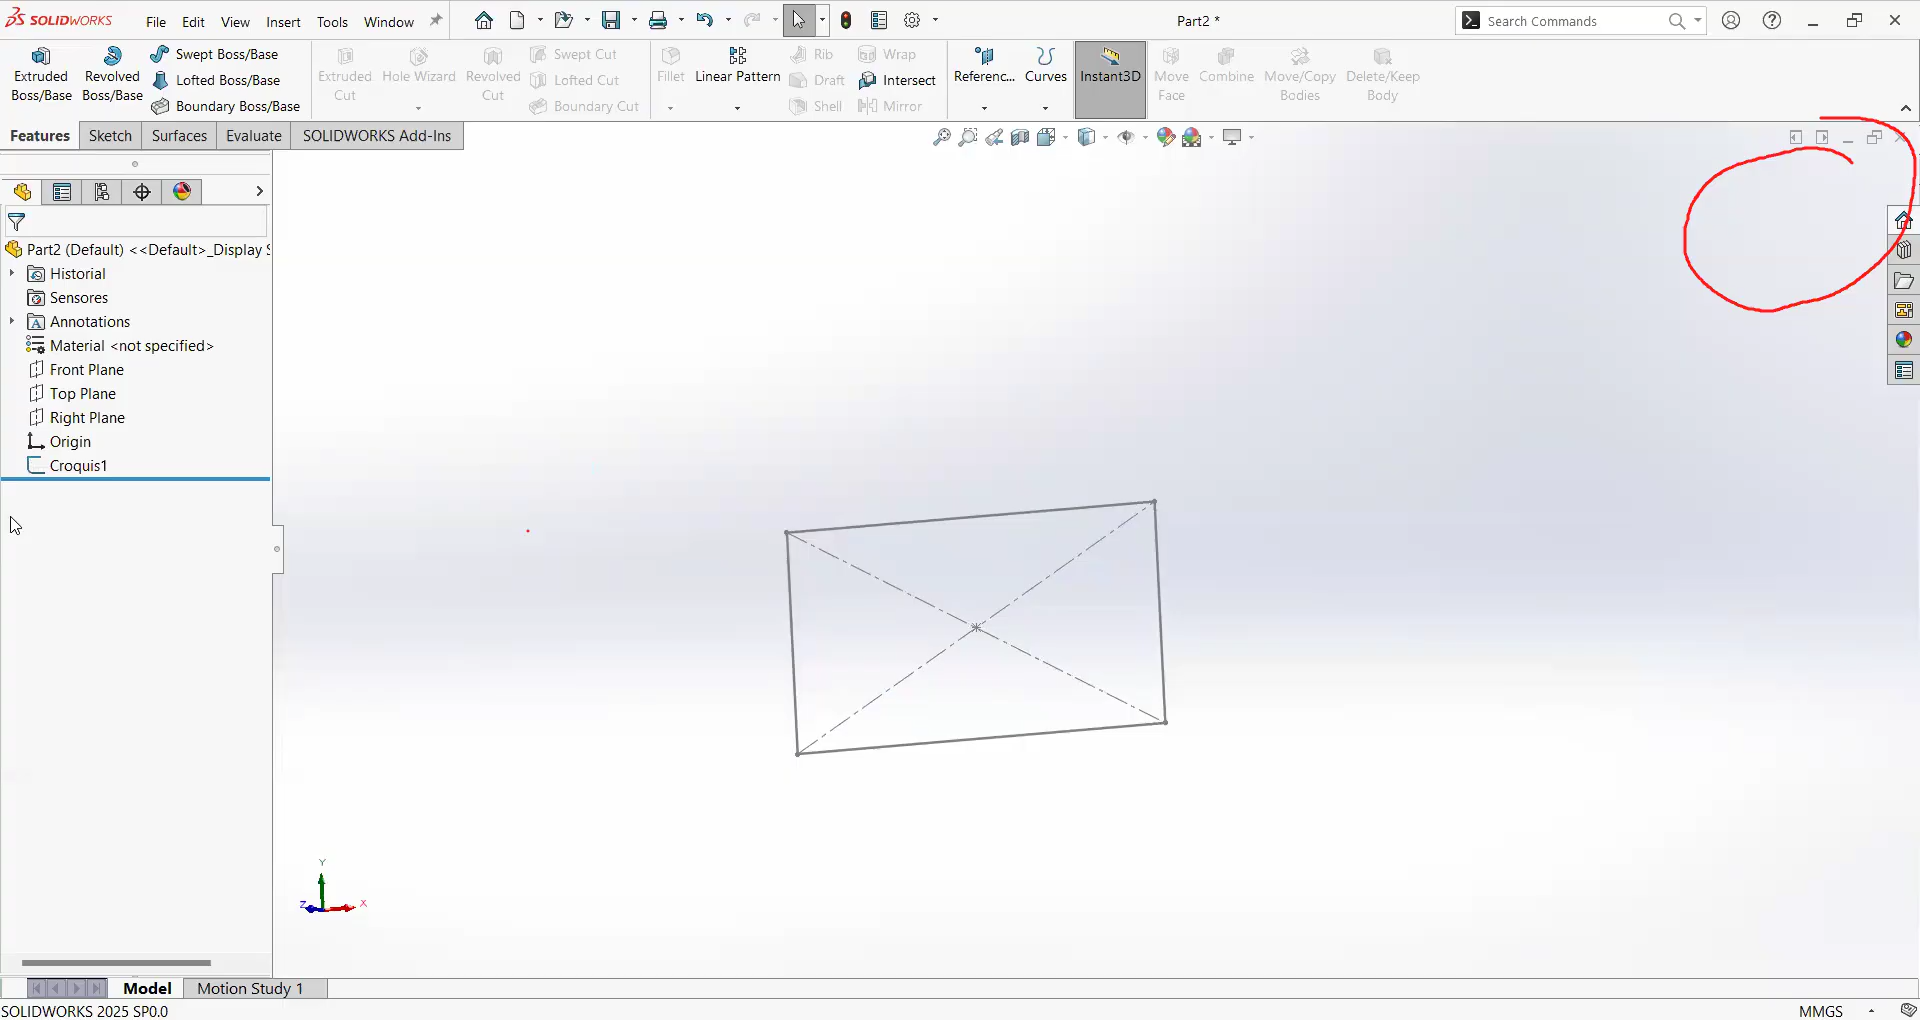 SOLIDWORKS
File
Edit
View
Insert
Tools
Window
Part2 *
Search Commands
Extruded Boss/Base
Revolved Boss/Base
Swept Boss/Base
Lofted Boss/Base
Boundary Boss/Base
Extruded Cut
Hole Wizard
Revolved Cut
Swept Cut
Lofted Cut
Boundary Cut
Fillet
Linear Pattern
Rib
Draft
Shell
Wrap
Intersect
Mirror
Referenc...
Curves
Instant3D
Move Face
Combine
Move/Copy Bodies
Delete/Keep Body
Features
Sketch
Surfaces
Evaluate
SOLIDWORKS Add-Ins
Part2 (Default) <<Default>_Display S
Historial
Sensores
Annotations
Material <not specified>
Front Plane
Top Plane
Right Plane
Origin
Croquis1
Y
Z
X
Model
Motion Study 1
SOLIDWORKS 2025 SP0.0
MMGS